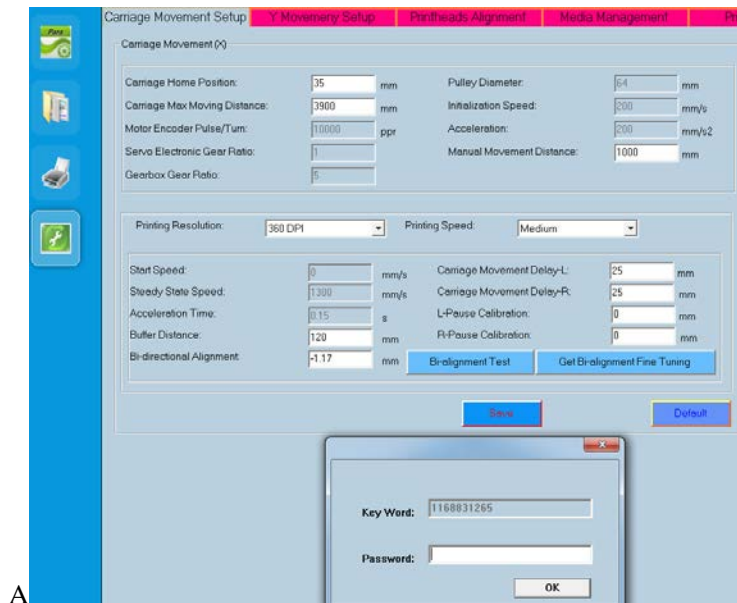 Carriage Movement Setup Y Movemeny Setup Printheads Alignment Media Management Pri
Para
Carriage Movement (X)
Carriage Home Position: 35 mm Pulley Diameter: 64 mm
Carriage Max Moving Distance: 3900 mm Initialization Speed: 200 mm/s
Motor Encoder Pulse/Turn: 10000 ppr Acceleration: 200 mm/s2
Servo Electronic Gear Ratio: 1 Manual Movement Distance: 1000 mm
Gearbox Gear Ratio: 5
Printing Resolution: 360 DPI Printing Speed: Medium
Start Speed: 0 mm/s Carriage Movement Delay-L: 25 mm
Steady State Speed: 1300 mm/s Carriage Movement Delay-R: 25 mm
Acceleration Time: 0.15 s L-Pause Calibration: 0 mm
Buffer Distance: 120 mm R-Pause Calibration: 0 mm
Bi-directional Alignment: -1.17 mm Bi-alignment Test Get Bi-alignment Fine Tuning
Save Default
Key Word: 1168031265
Password:
OK
A